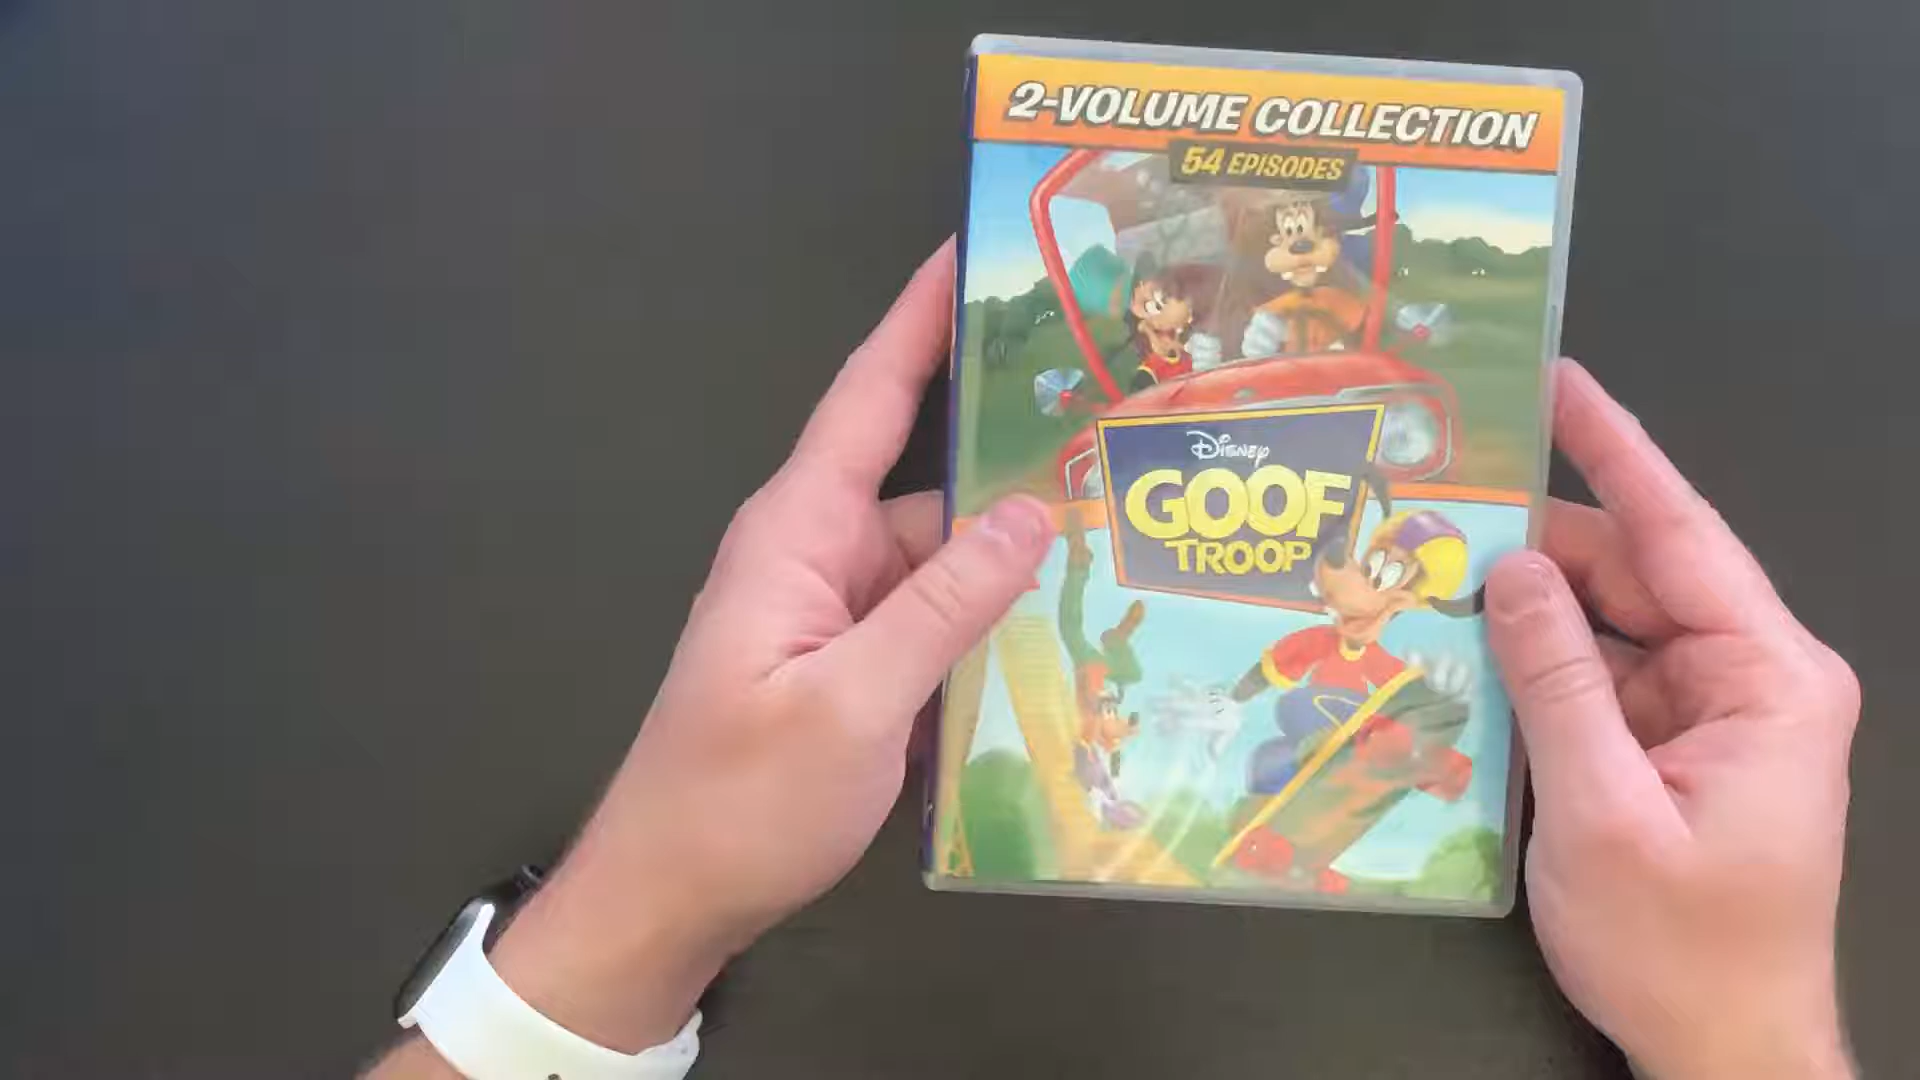 2-VOLUME COLLECTION
54 EPISODES
Disney
GOOF
TROOP